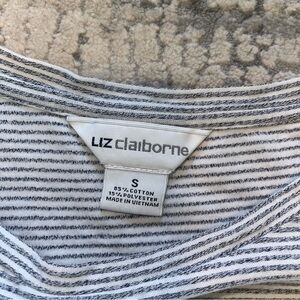 LIZ claiborne
S
85% COTTON
15% POLYESTER
MADE IN VIETNAM